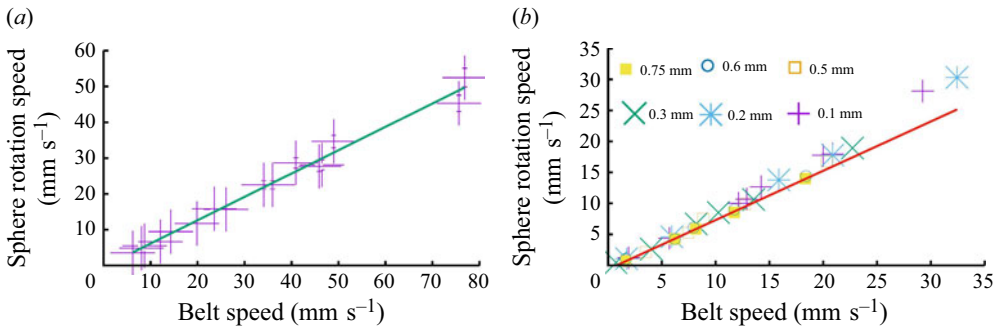 (a)
(b)
Sphere rotation speed
(mm s–1)
60
50
40
30
20
10
0
10
20
30
40
50
60
70
80
Belt speed (mm s–1)
Sphere rotation speed
(mm s–1)
35
30
25
20
15
10
5
0
5
10
15
20
25
30
35
0.75 mm
0.6 mm
0.5 mm
0.3 mm
0.2 mm
0.1 mm
Belt speed (mm s–1)